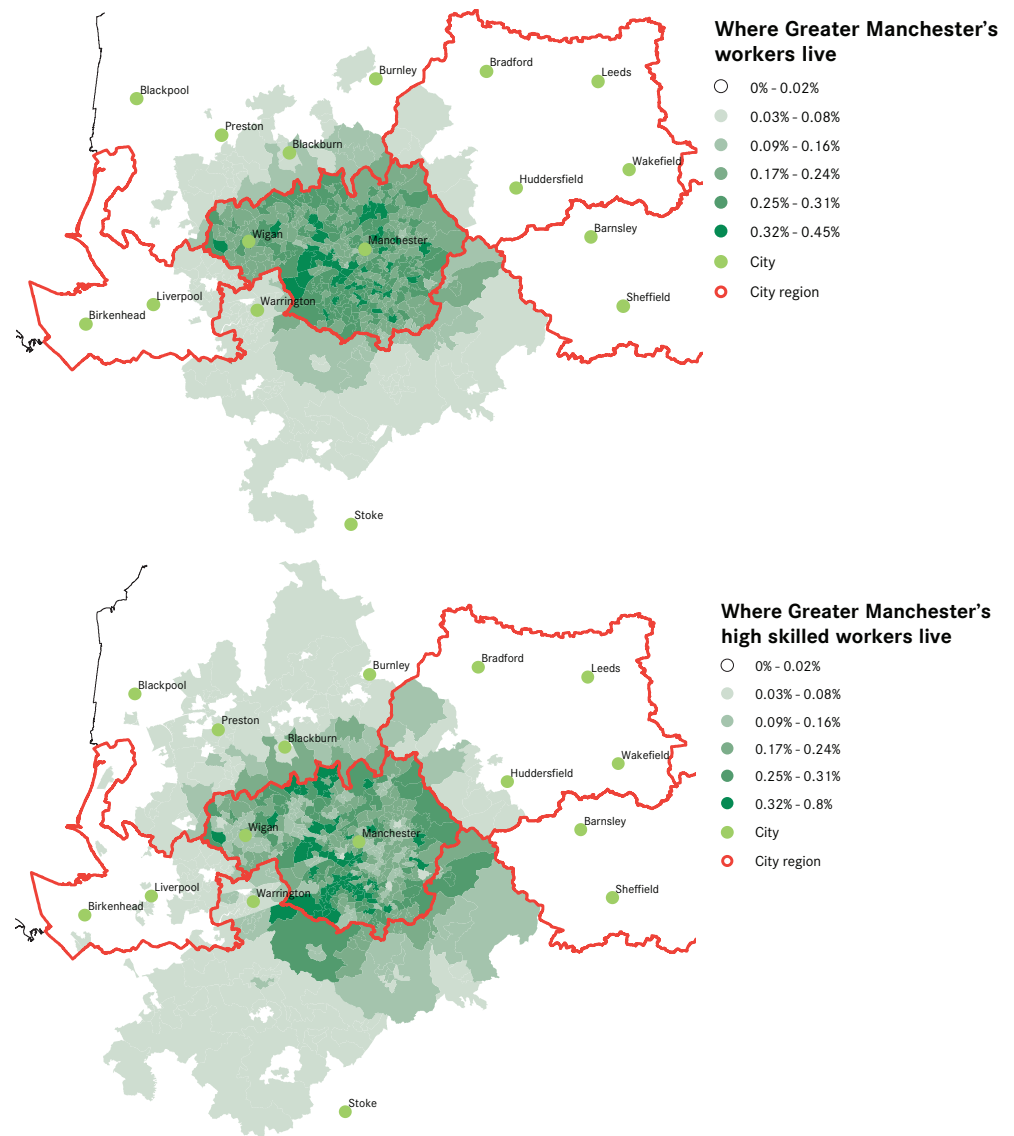 Where Greater Manchester's
workers live
0% - 0.02%
0.03% - 0.08%
0.09% - 0.16%
0.17% - 0.24%
0.25% - 0.31%
0.32% - 0.45%
City
City region
Burnley
Bradford
Leeds
Blackpool
Preston
Blackburn
Wakefield
Huddersfield
Barnsley
Wigan
Manchester
Liverpool
Warrington
Sheffield
Birkenhead
Stoke
Where Greater Manchester's
high skilled workers live
0% - 0.02%
0.03% - 0.08%
0.09% - 0.16%
0.17% - 0.24%
0.25% - 0.31%
0.32% - 0.8%
City
City region
Burnley
Bradford
Leeds
Blackpool
Preston
Blackburn
Wakefield
Huddersfield
Barnsley
Wigan
Manchester
Liverpool
Warrington
Sheffield
Birkenhead
Stoke